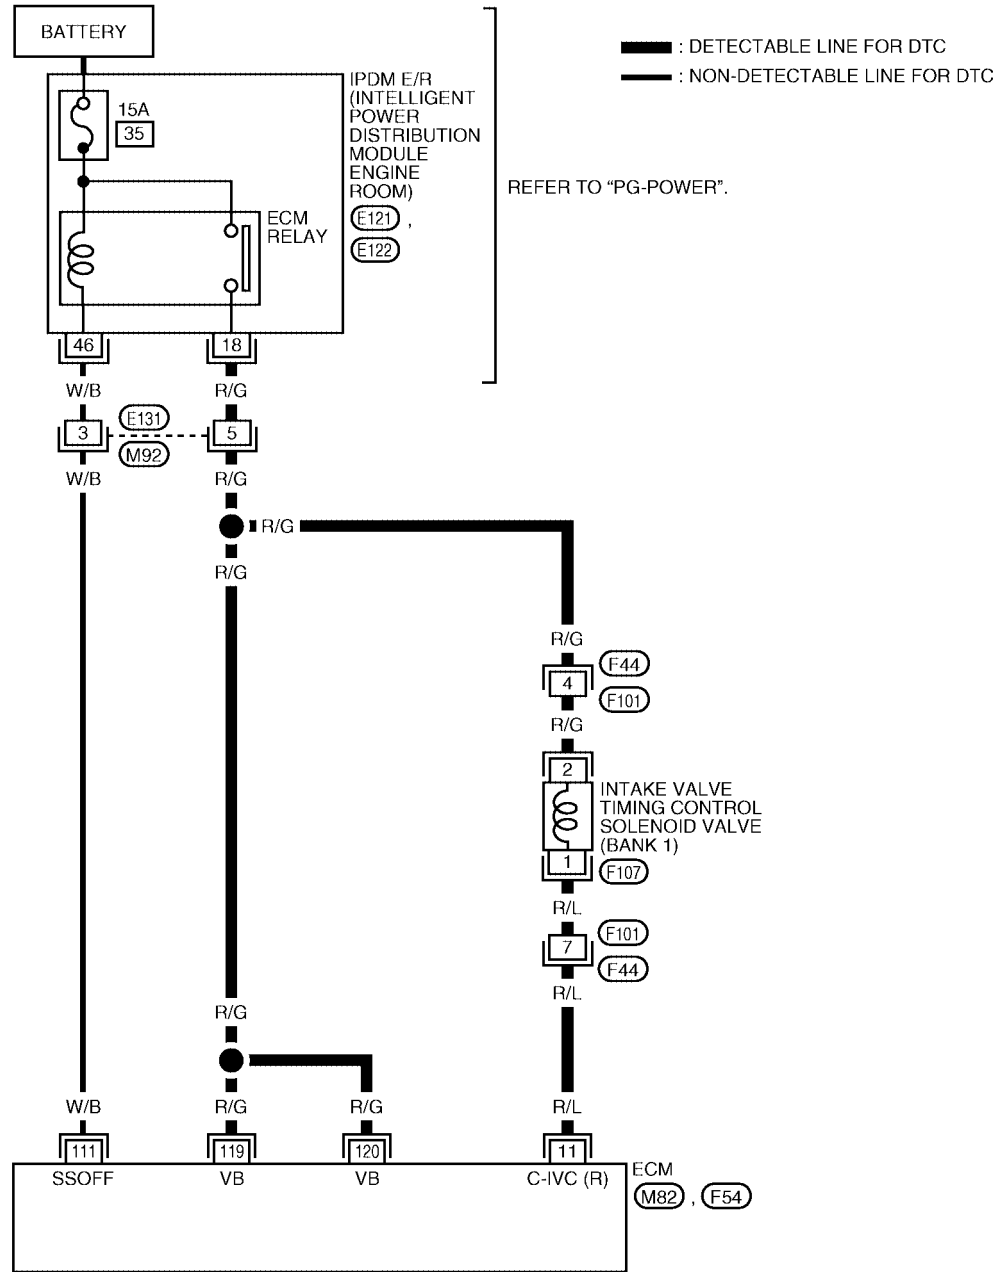 BATTERY
: DETECTABLE LINE FOR DTC
: NON-DETECTABLE LINE FOR DTC
15A
35
IPDM E/R
(INTELLIGENT
POWER
DISTRIBUTION
MODULE
ENGINE
ROOM)
E121 ,
E122
REFER TO “PG-POWER”.
ECM
RELAY
46
18
W/B
R/G
3
E131
M92
5
W/B
R/G
R/G
R/G
R/G
4
F44
F101
R/G
2
INTAKE VALVE
TIMING CONTROL
SOLENOID VALVE
(BANK 1)
1
F107
R/L
7
F101
F44
R/L
R/G
W/B
R/G
R/G
R/L
111
119
120
11
SSOFF
VB
VB
C-IVC (R)
ECM
M82 , F54